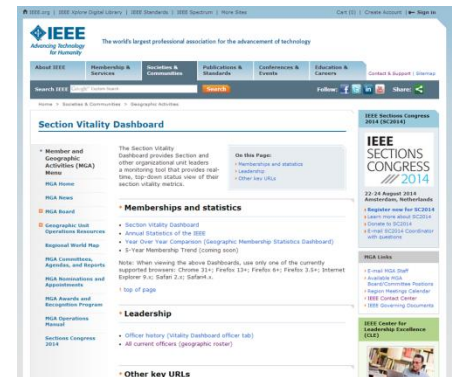 IEEE.org | IEEE Xplore Digital Library | IEEE Standards | IEEE Spectrum | More Sites
Cart (0) | Create Account | Sign In
IEEE
Advancing Technology
for Humanity
The world's largest professional association for the advancement of technology
About IEEE
Membership &
Services
Societies &
Communities
Publications &
Standards
Conferences &
Events
Education &
Careers
Contact & Support | Sitemap
Search IEEE
Search
Follow:
Share:
Home > Societies & Communities > Geographic Activities
Section Vitality Dashboard
Member and
Geographic
Activities (MGA)
Menu
MGA Home
MGA News
MGA Board
Geographic Unit
Operations Resources
Regional World Map
MGA Committees,
Agendas, and Reports
MGA Nominations and
Appointments
MGA Awards and
Recognition Program
MGA Operations
Manual
Sections Congress
2014
The Section Vitality
Dashboard provides Section and
other organizational unit leaders
a monitoring tool that provides real-
time, top-down status view of their
section vitality metrics.
On this Page:
Memberships and statistics
Leadership
Other key URLs
Memberships and statistics
Section Vitality Dashboard
Annual Statistics of the IEEE
Year Over Year Comparison (Geographic Membership Statistics Dashboard)
5-Year Membership Trend (coming soon)
Note: When viewing the above Dashboards, use only one of the currently
supported browsers: Chrome 31+; Firefox 13+; Firefox 6+; Firefox 3.5+; Internet
Explorer 9.x; Safari 2.x; Safari4.x.
top of page
Leadership
Officer history (Vitality Dashboard officer tab)
All current officers (geographic roster)
Other key URLs
IEEE Sections Congress
2014 (SC2014)
IEEE
SECTIONS
CONGRESS
2014
22-24 August 2014
Amsterdam, Netherlands
Register now for SC2014
Learn more about SC2014
Donate to SC2014
E-mail SC2014 Coordinator
with questions
MGA Links
E-mail MGA Staff
Available MGA
Board/Committee Positions
Region Meetings Calendar
IEEE Contact Center
IEEE Governing Documents
IEEE Center for
Leadership Excellence
(CLE)